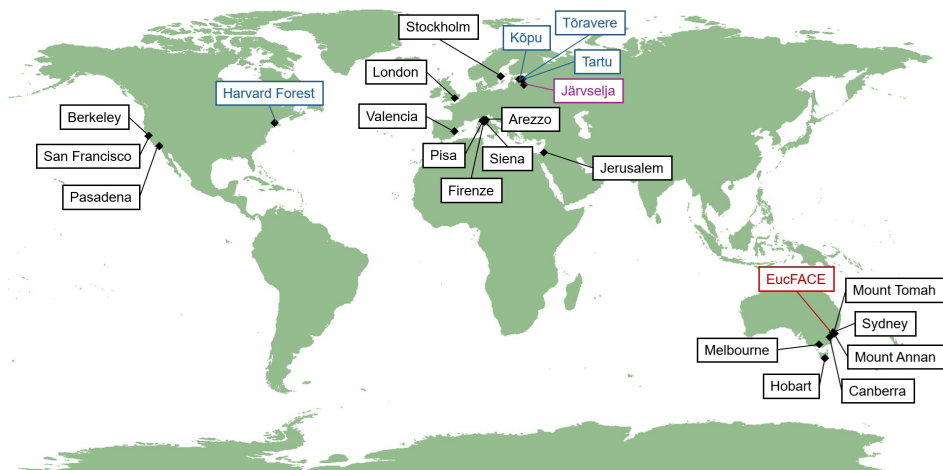 Stockholm
Tõravere
Kõpu
Tartu
London
Järvselja
Harvard Forest
Berkeley
Valencia
Arezzo
San Francisco
Pisa
Siena
Jerusalem
Pasadena
Firenze
EucFACE
Mount Tomah
Sydney
Melbourne
Mount Annan
Hobart
Canberra